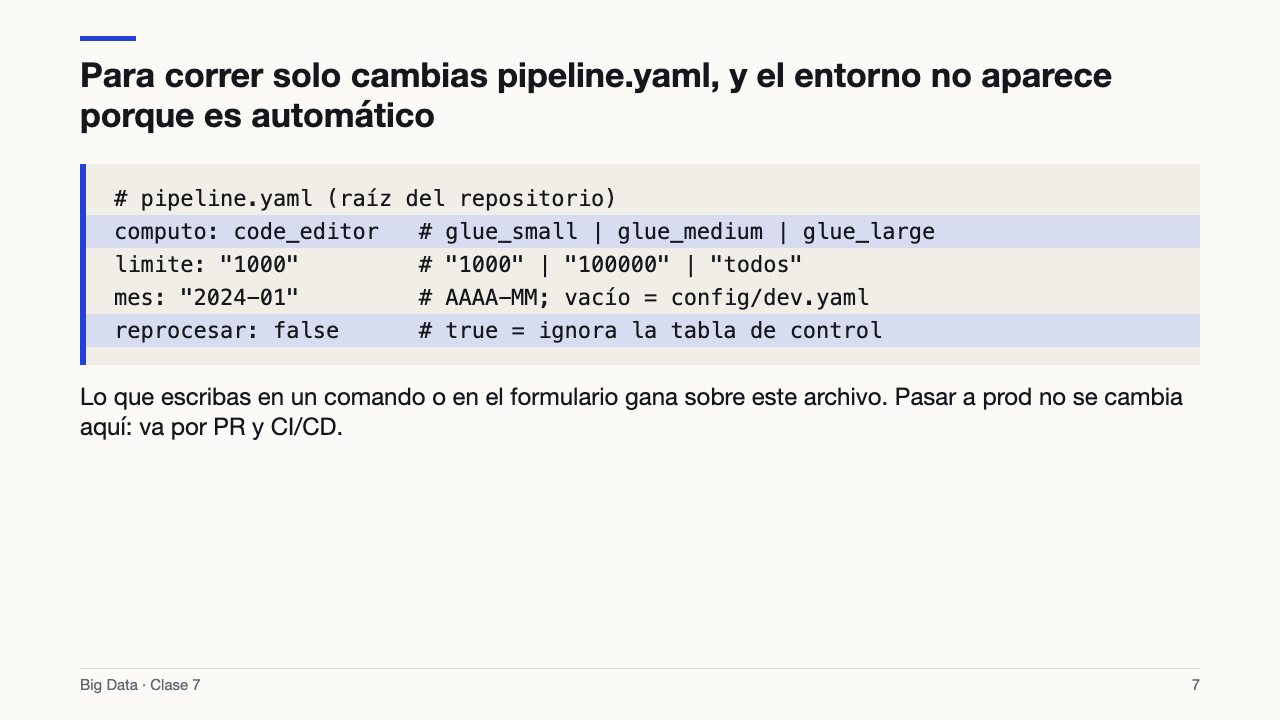 Para correr solo cambias pipeline.yaml, y el entorno no aparece
porque es automático
# pipeline.yaml (raíz del repositorio)
computo: code_editor   # glue_small | glue_medium | glue_large
limite: "1000"         # "1000" | "100000" | "todos"
mes: "2024-01"         # AAAA-MM; vacío = config/dev.yaml
reprocesar: false      # true = ignora la tabla de control
Lo que escribas en un comando o en el formulario gana sobre este archivo. Pasar a prod no se cambia
aquí: va por PR y CI/CD.
Big Data · Clase 7
7